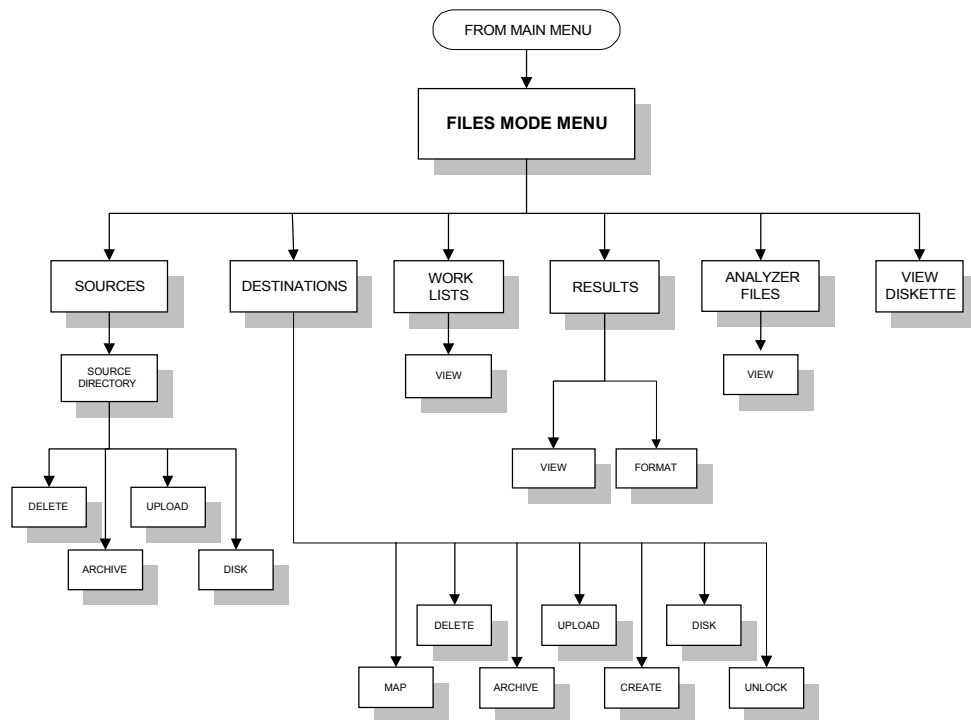 FROM MAIN MENU
FILES MODE MENU
SOURCES
DESTINATIONS
WORK
LISTS
RESULTS
ANALYZER
FILES
VIEW
DISKETTE
SOURCE
DIRECTORY
VIEW
VIEW
VIEW
FORMAT
DELETE
UPLOAD
ARCHIVE
DISK
DELETE
UPLOAD
DISK
MAP
ARCHIVE
CREATE
UNLOCK